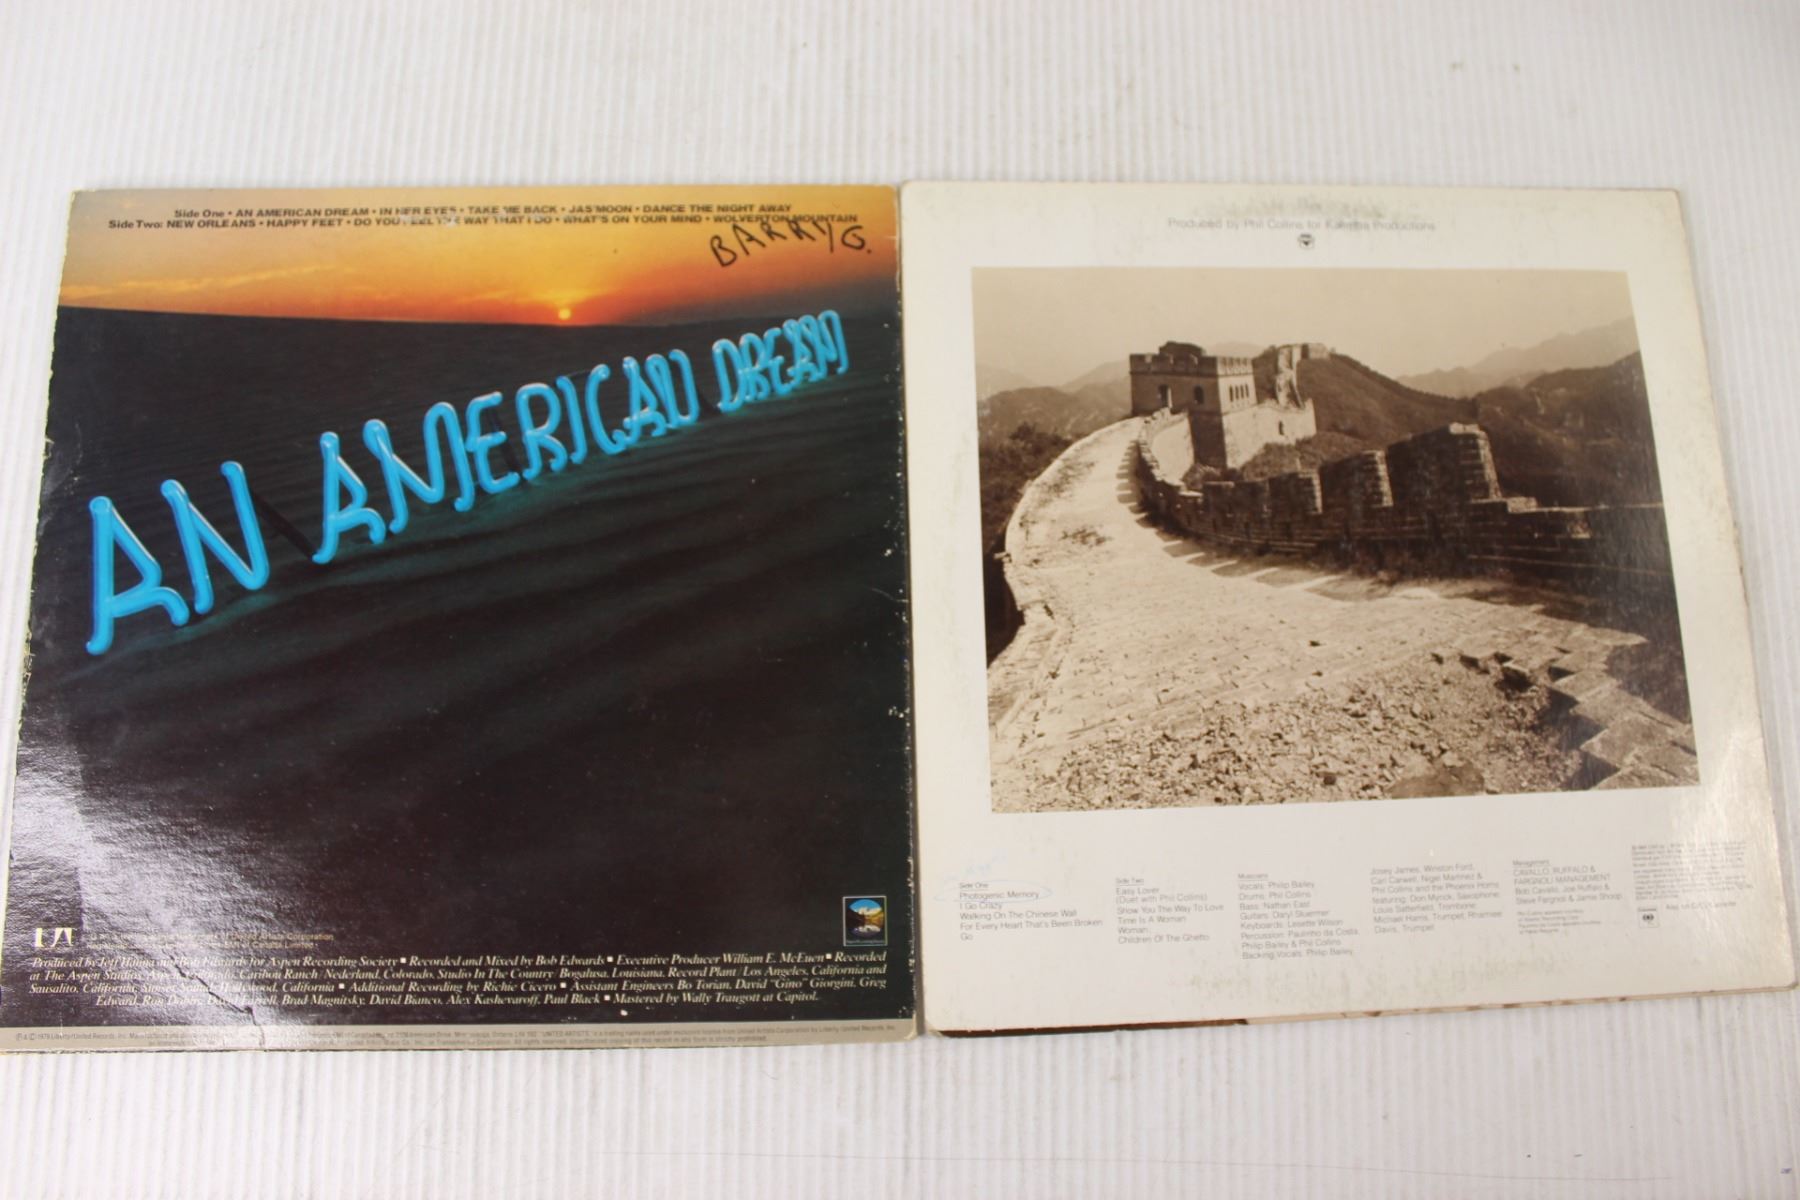 Side One • AN AMERICAN DREAM • IN HER EYES • TAKE ME BACK • JAS'MOON • DANCE THE NIGHT AWAY
Side Two: NEW ORLEANS • HAPPY FEET • DO YOU FEEL THE WAY THAT I DO • WHAT'S ON YOUR MIND • WOLVERTON MOUNTAIN
BARRY G.
AN AMERICAN DREAM
UA
Produced by Jeff Hanna and Bob Edwards for Aspen Recording Society ▪ Recorded and Mixed by Bob Edwards ▪ Executive Producer William E. McEuen ▪ Recorded
at The Aspen Studios, Aspen, Colorado, Caribou Ranch/Nederland, Colorado, Studio In The Country/Bogalusa, Louisiana, Record Plant/Los Angeles, California and
Sausalito, California, Sunset Sound, Hollywood, California ▪ Additional Recording by Richie Cicero ▪ Assistant Engineers Bo Torian, David "Gino" Giorgini, Greg
Edward, Ron David Farrell, Brad Magnitsky, David Bianco, Alex Kashevaroff, Paul Black ▪ Mastered by Wally Traugott at Capitol.
Produced by Phil Collins for Kalimba Productions
Side One
Photogenic Memory
I Go Crazy
Walking On The Chinese Wall
For Every Heart That's Been Broken
Go
Side Two
Easy Lover
(Duet with Phil Collins)
Show You The Way To Love
Time Is A Woman
Woman
Children Of The Ghetto
Musicians
Vocals: Philip Bailey
Drums: Phil Collins
Bass: Nathan East
Guitars: Daryl Stuermer
Keyboards: Lesette Wilson
Percussion: Paulinho da Costa,
Philip Bailey & Phil Collins
Backing Vocals: Philip Bailey,
Josey James, Winston Ford,
Carl Carwell, Nigel Martinez &
Phil Collins and the Phoenix Horns
featuring: Don Myrick, Saxophone;
Louis Satterfield, Trombone;
Michael Harris, Trumpet; Rhamlee
Davis, Trumpet
Management
CAVALLO, RUFFALO &
FARGNOLI MANAGEMENT
Bob Cavallo, Joe Ruffalo &
Steve Fargnoli & Jamie Shoop